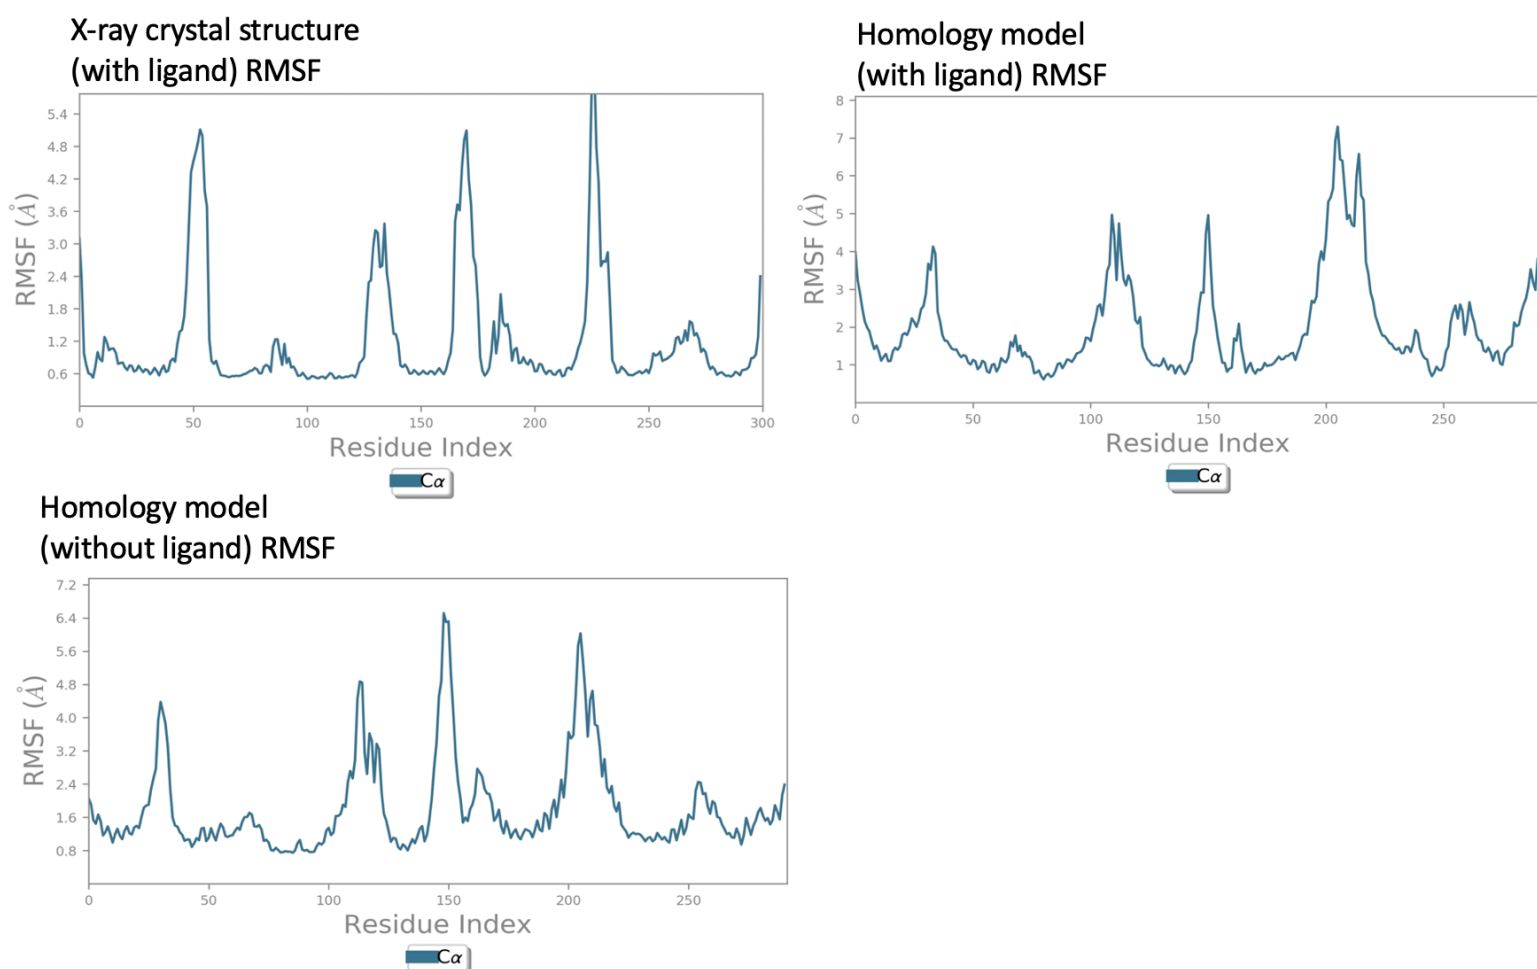 X-ray crystal structure
(with ligand) RMSF
5.4
4.8
4.2
3.6
3.0
2.4
1.8
1.2
0.6
RMSF (Å)
0 50 100 150 200 250 300
Residue Index
Cα
Homology model
(with ligand) RMSF
8
7
6
5
4
3
2
1
RMSF (Å)
0 50 100 150 200 250
Residue Index
Cα
Homology model
(without ligand) RMSF
7.2
6.4
5.6
4.8
4.0
3.2
2.4
1.6
0.8
RMSF (Å)
0 50 100 150 200 250
Residue Index
Cα